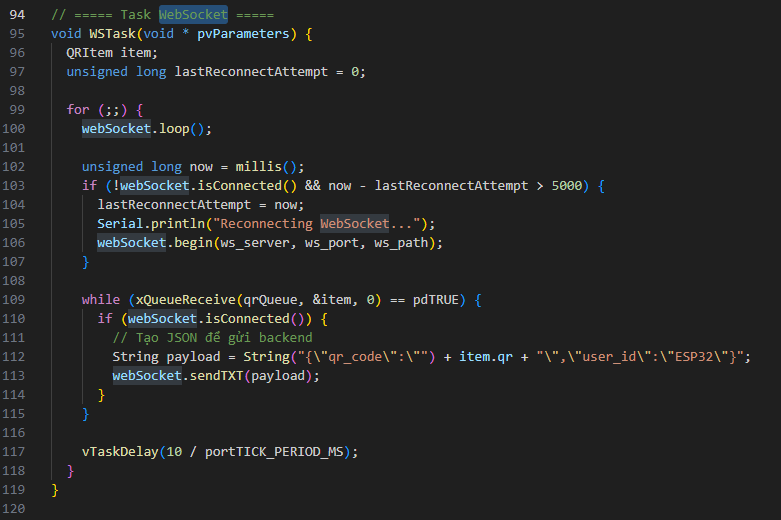 94 // ===== Task WebSocket =====
95 void WSTask(void * pvParameters) {
96   QRItem item;
97   unsigned long lastReconnectAttempt = 0;
98
99   for (;;) {
100     webSocket.loop();
101
102     unsigned long now = millis();
103     if (!webSocket.isConnected() && now - lastReconnectAttempt > 5000) {
104       lastReconnectAttempt = now;
105       Serial.println("Reconnecting WebSocket...");
106       webSocket.begin(ws_server, ws_port, ws_path);
107     }
108
109     while (xQueueReceive(qrQueue, &item, 0) == pdTRUE) {
110       if (webSocket.isConnected()) {
111         // Tạo JSON để gửi backend
112         String payload = String("{\"qr_code\":\"") + item.qr + "\",\"user_id\":\"ESP32\"}";
113         webSocket.sendTXT(payload);
114       }
115     }
116
117     vTaskDelay(10 / portTICK_PERIOD_MS);
118   }
119 }
120